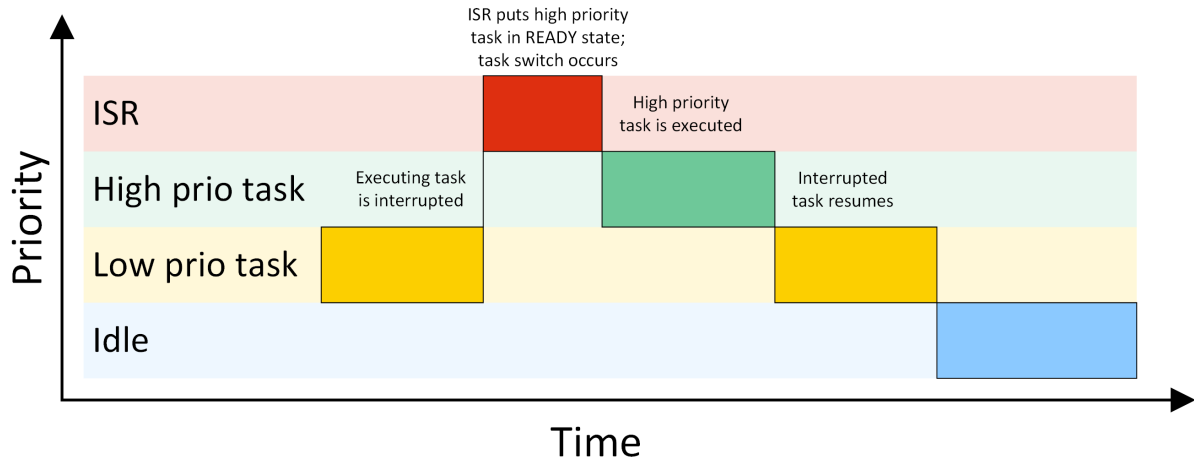 ISR puts high priority
task in READY state;
task switch occurs
ISR
High priority
task is executed
High prio task
Executing task
is interrupted
Interrupted
task resumes
Low prio task
Idle
Priority
Time